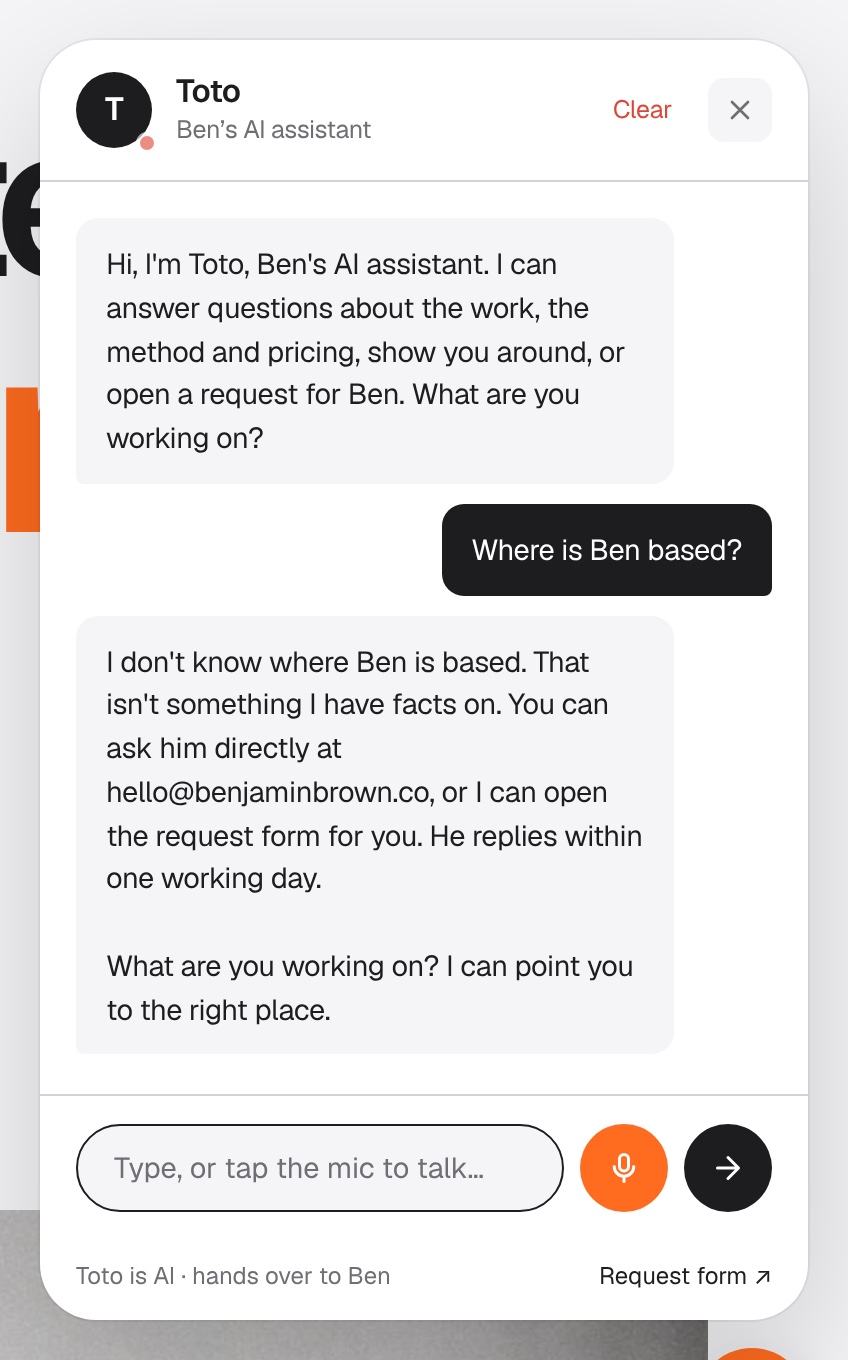 T
Toto
Ben’s AI assistant
Clear
Hi, I'm Toto, Ben's AI assistant. I can
answer questions about the work, the
method and pricing, show you around, or
open a request for Ben. What are you
working on?
Where is Ben based?
I don't know where Ben is based. That
isn't something I have facts on. You can
ask him directly at
hello@benjaminbrown.co, or I can open
the request form for you. He replies within
one working day.
What are you working on? I can point you
to the right place.
Type, or tap the mic to talk…
Toto is AI · hands over to Ben
Request form ↗